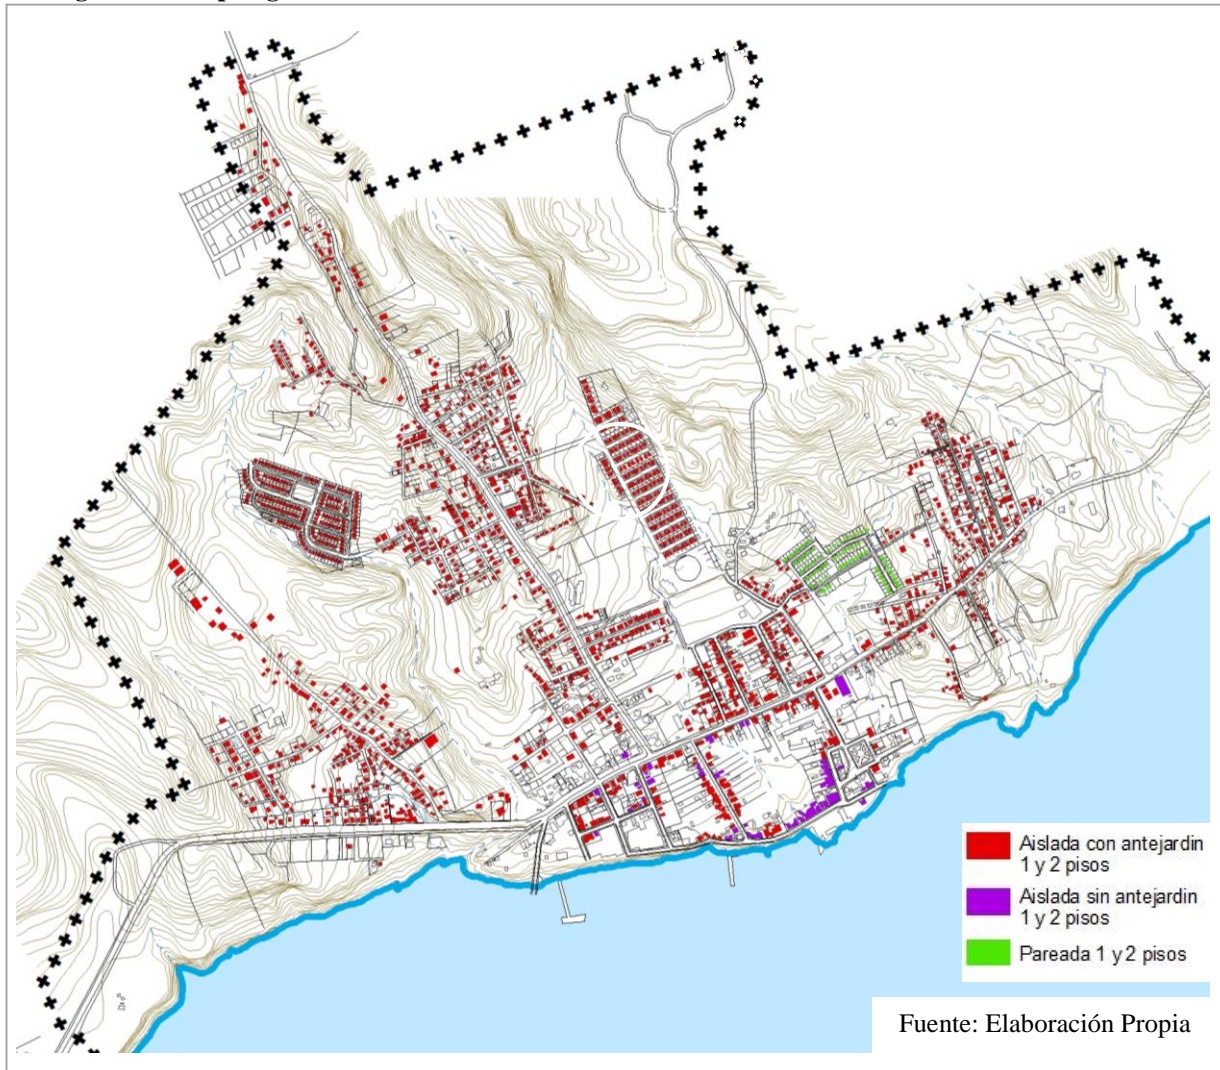 Aislada con antejardin
1 y 2 pisos
Aislada sin antejardin
1 y 2 pisos
Pareada 1 y 2 pisos
Fuente: Elaboración Propia